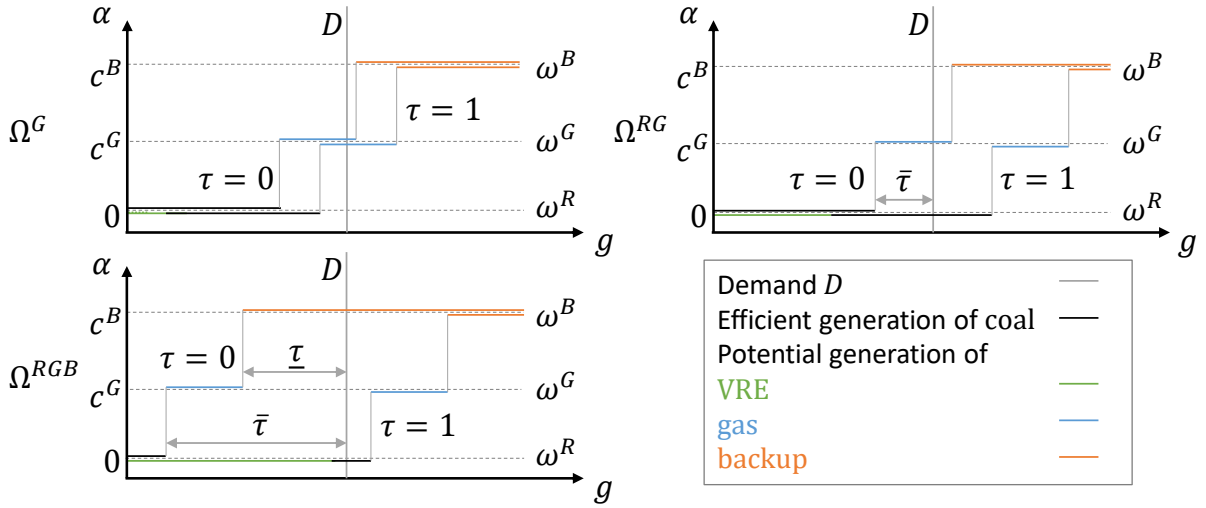 α
D
c^B
ω^B
τ = 1
Ω^G
c^G
ω^G
τ = 0
0
ω^R
g
α
D
c^B
ω^B
Ω^{RG}
c^G
ω^G
τ = 0
τ̄
τ = 1
0
ω^R
g
α
D
c^B
ω^B
τ = 0
τ̲
Ω^{RGB}
c^G
ω^G
τ̄
τ = 1
0
ω^R
g
Demand D
Efficient generation of coal
Potential generation of
VRE
gas
backup